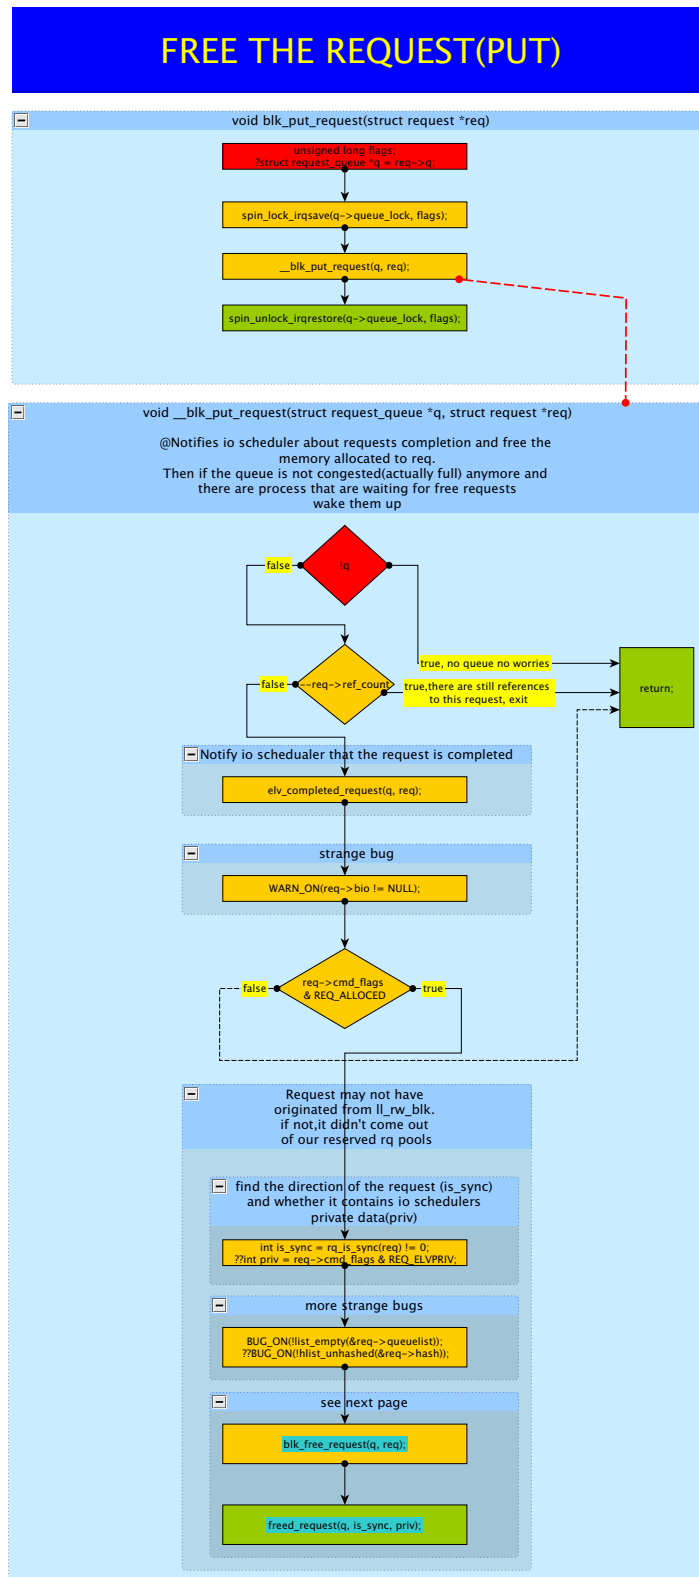 FREE THE REQUEST(PUT)
void blk_put_request(struct request *req)
unsigned long flags;
?struct request_queue *q = req->q;
spin_lock_irqsave(q->queue_lock, flags);
__blk_put_request(q, req);
spin_unlock_irqrestore(q->queue_lock, flags);
void __blk_put_request(struct request_queue *q, struct request *req)
@Notifies io scheduler about requests completion and free the
memory allocated to req.
Then if the queue is not congested(actually full) anymore and
there are process that are waiting for free requests
wake them up
false
!q
true, no queue no worries
false
--req->ref_count
true,there are still references
to this request, exit
return;
Notify io schedualer that the request is completed
elv_completed_request(q, req);
strange bug
WARN_ON(req->bio != NULL);
req->cmd_flags
& REQ_ALLOCED
false
true
Request may not have
originated from ll_rw_blk.
if not,it didn't come out
of our reserved rq pools
find the direction of the request (is_sync)
and whether it contains io schedulers
private data(priv)
int is_sync = rq_is_sync(req) != 0;
??int priv = req->cmd_flags & REQ_ELVPRIV;
more strange bugs
BUG_ON(!list_empty(&req->queuelist));
??BUG_ON(!hlist_unhashed(&req->hash));
see next page
blk_free_request(q, req);
freed_request(q, is_sync, priv);